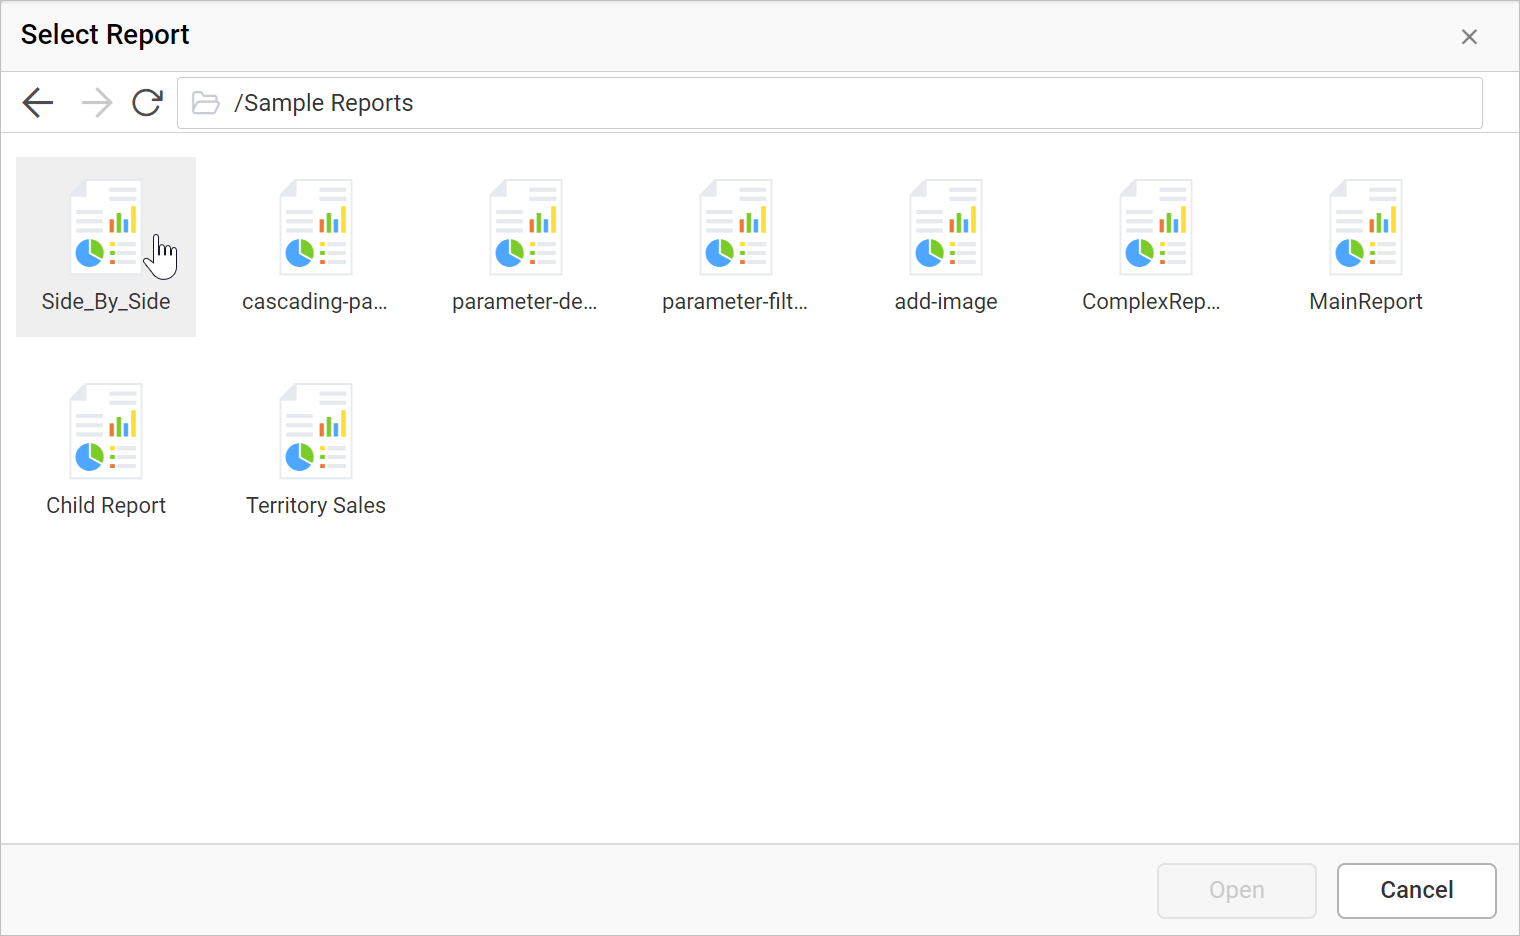 Select Report
/Sample Reports
Side_By_Side
cascading-pa...
parameter-de...
parameter-filt...
add-image
ComplexRep...
MainReport
Child Report
Territory Sales
Open
Cancel